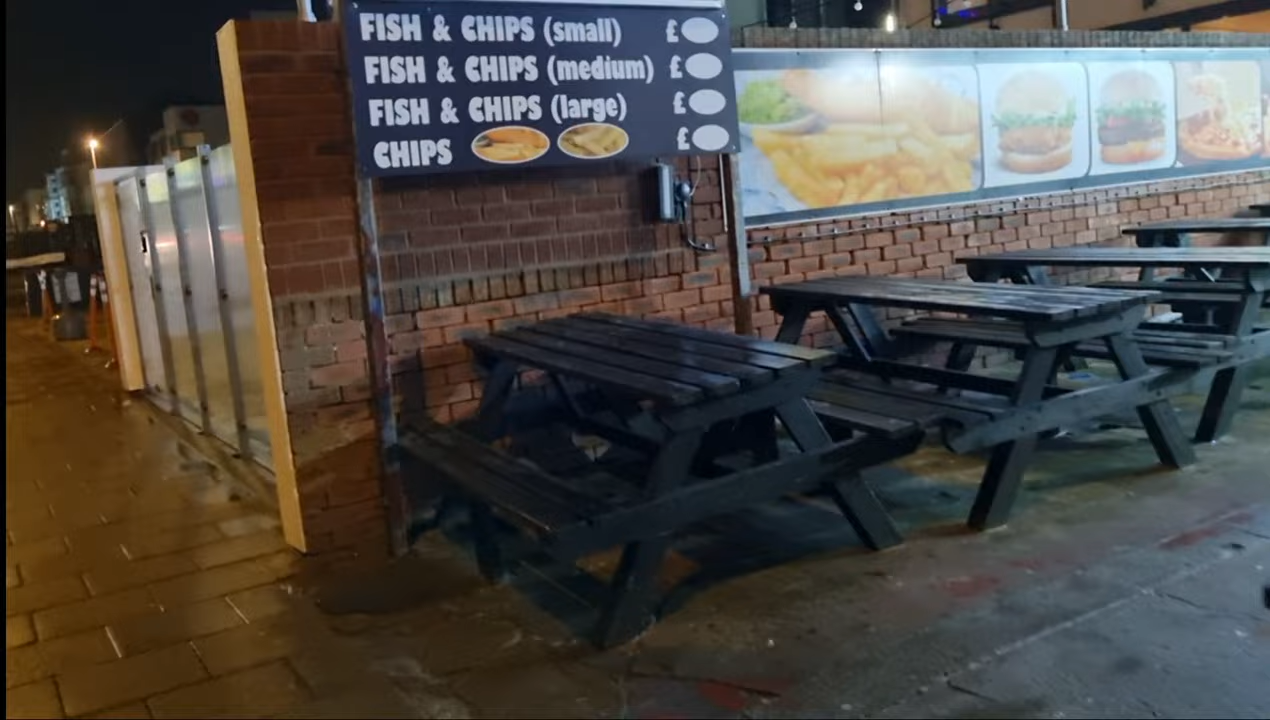 FISH & CHIPS (small) £
FISH & CHIPS (medium) £
FISH & CHIPS (large) £
CHIPS £